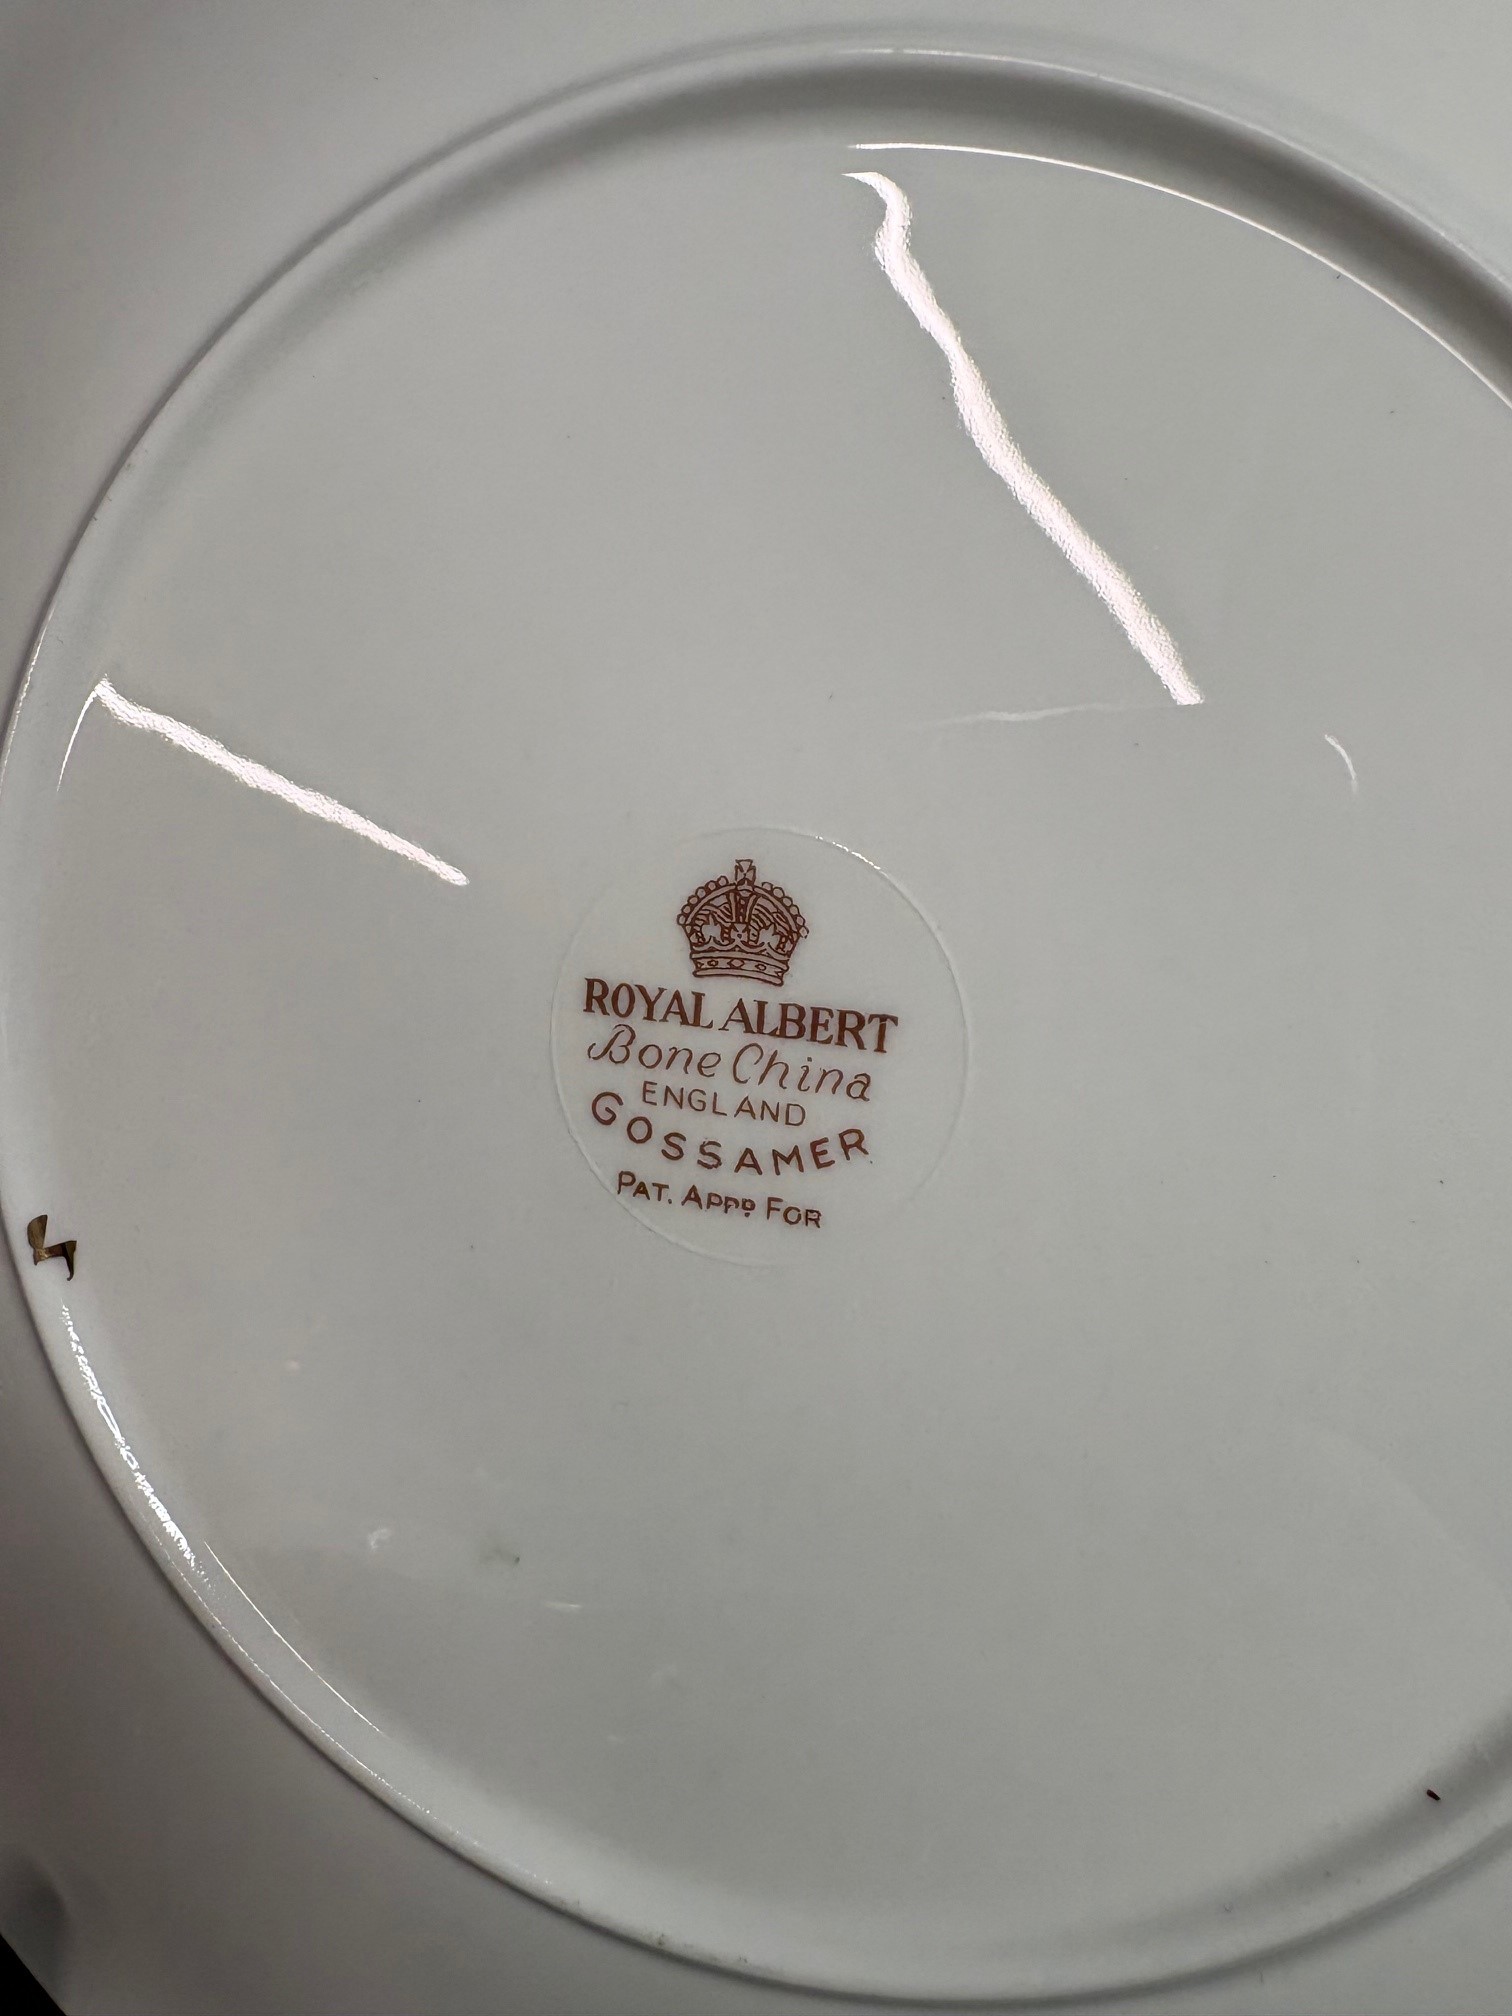 ROYAL ALBERT
Bone China
ENGLAND
GOSSAMER
PAT. APPD FOR